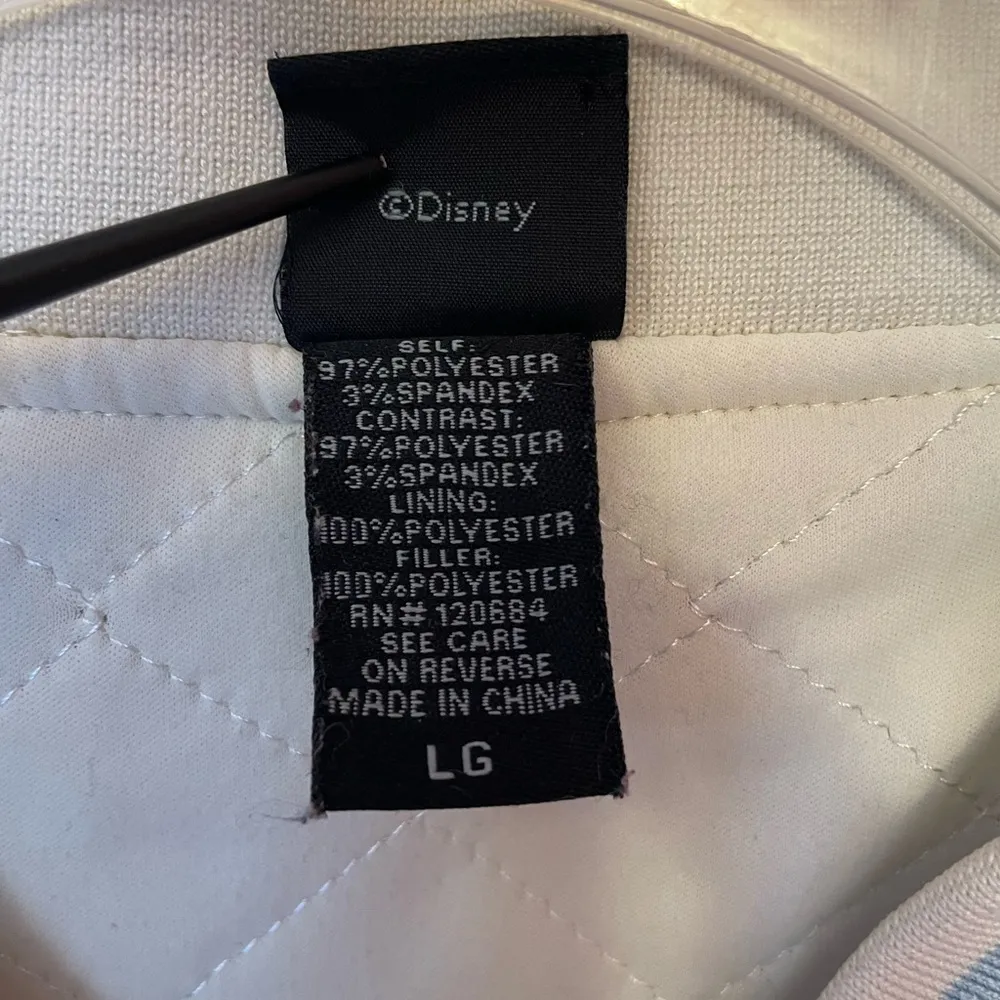 ©Disney
SELF:
97%POLYESTER
3%SPANDEX
CONTRAST:
97%POLYESTER
3%SPANDEX
LINING:
100%POLYESTER
FILLER:
100%POLYESTER
RN# 120684
SEE CARE
ON REVERSE
MADE IN CHINA
LG